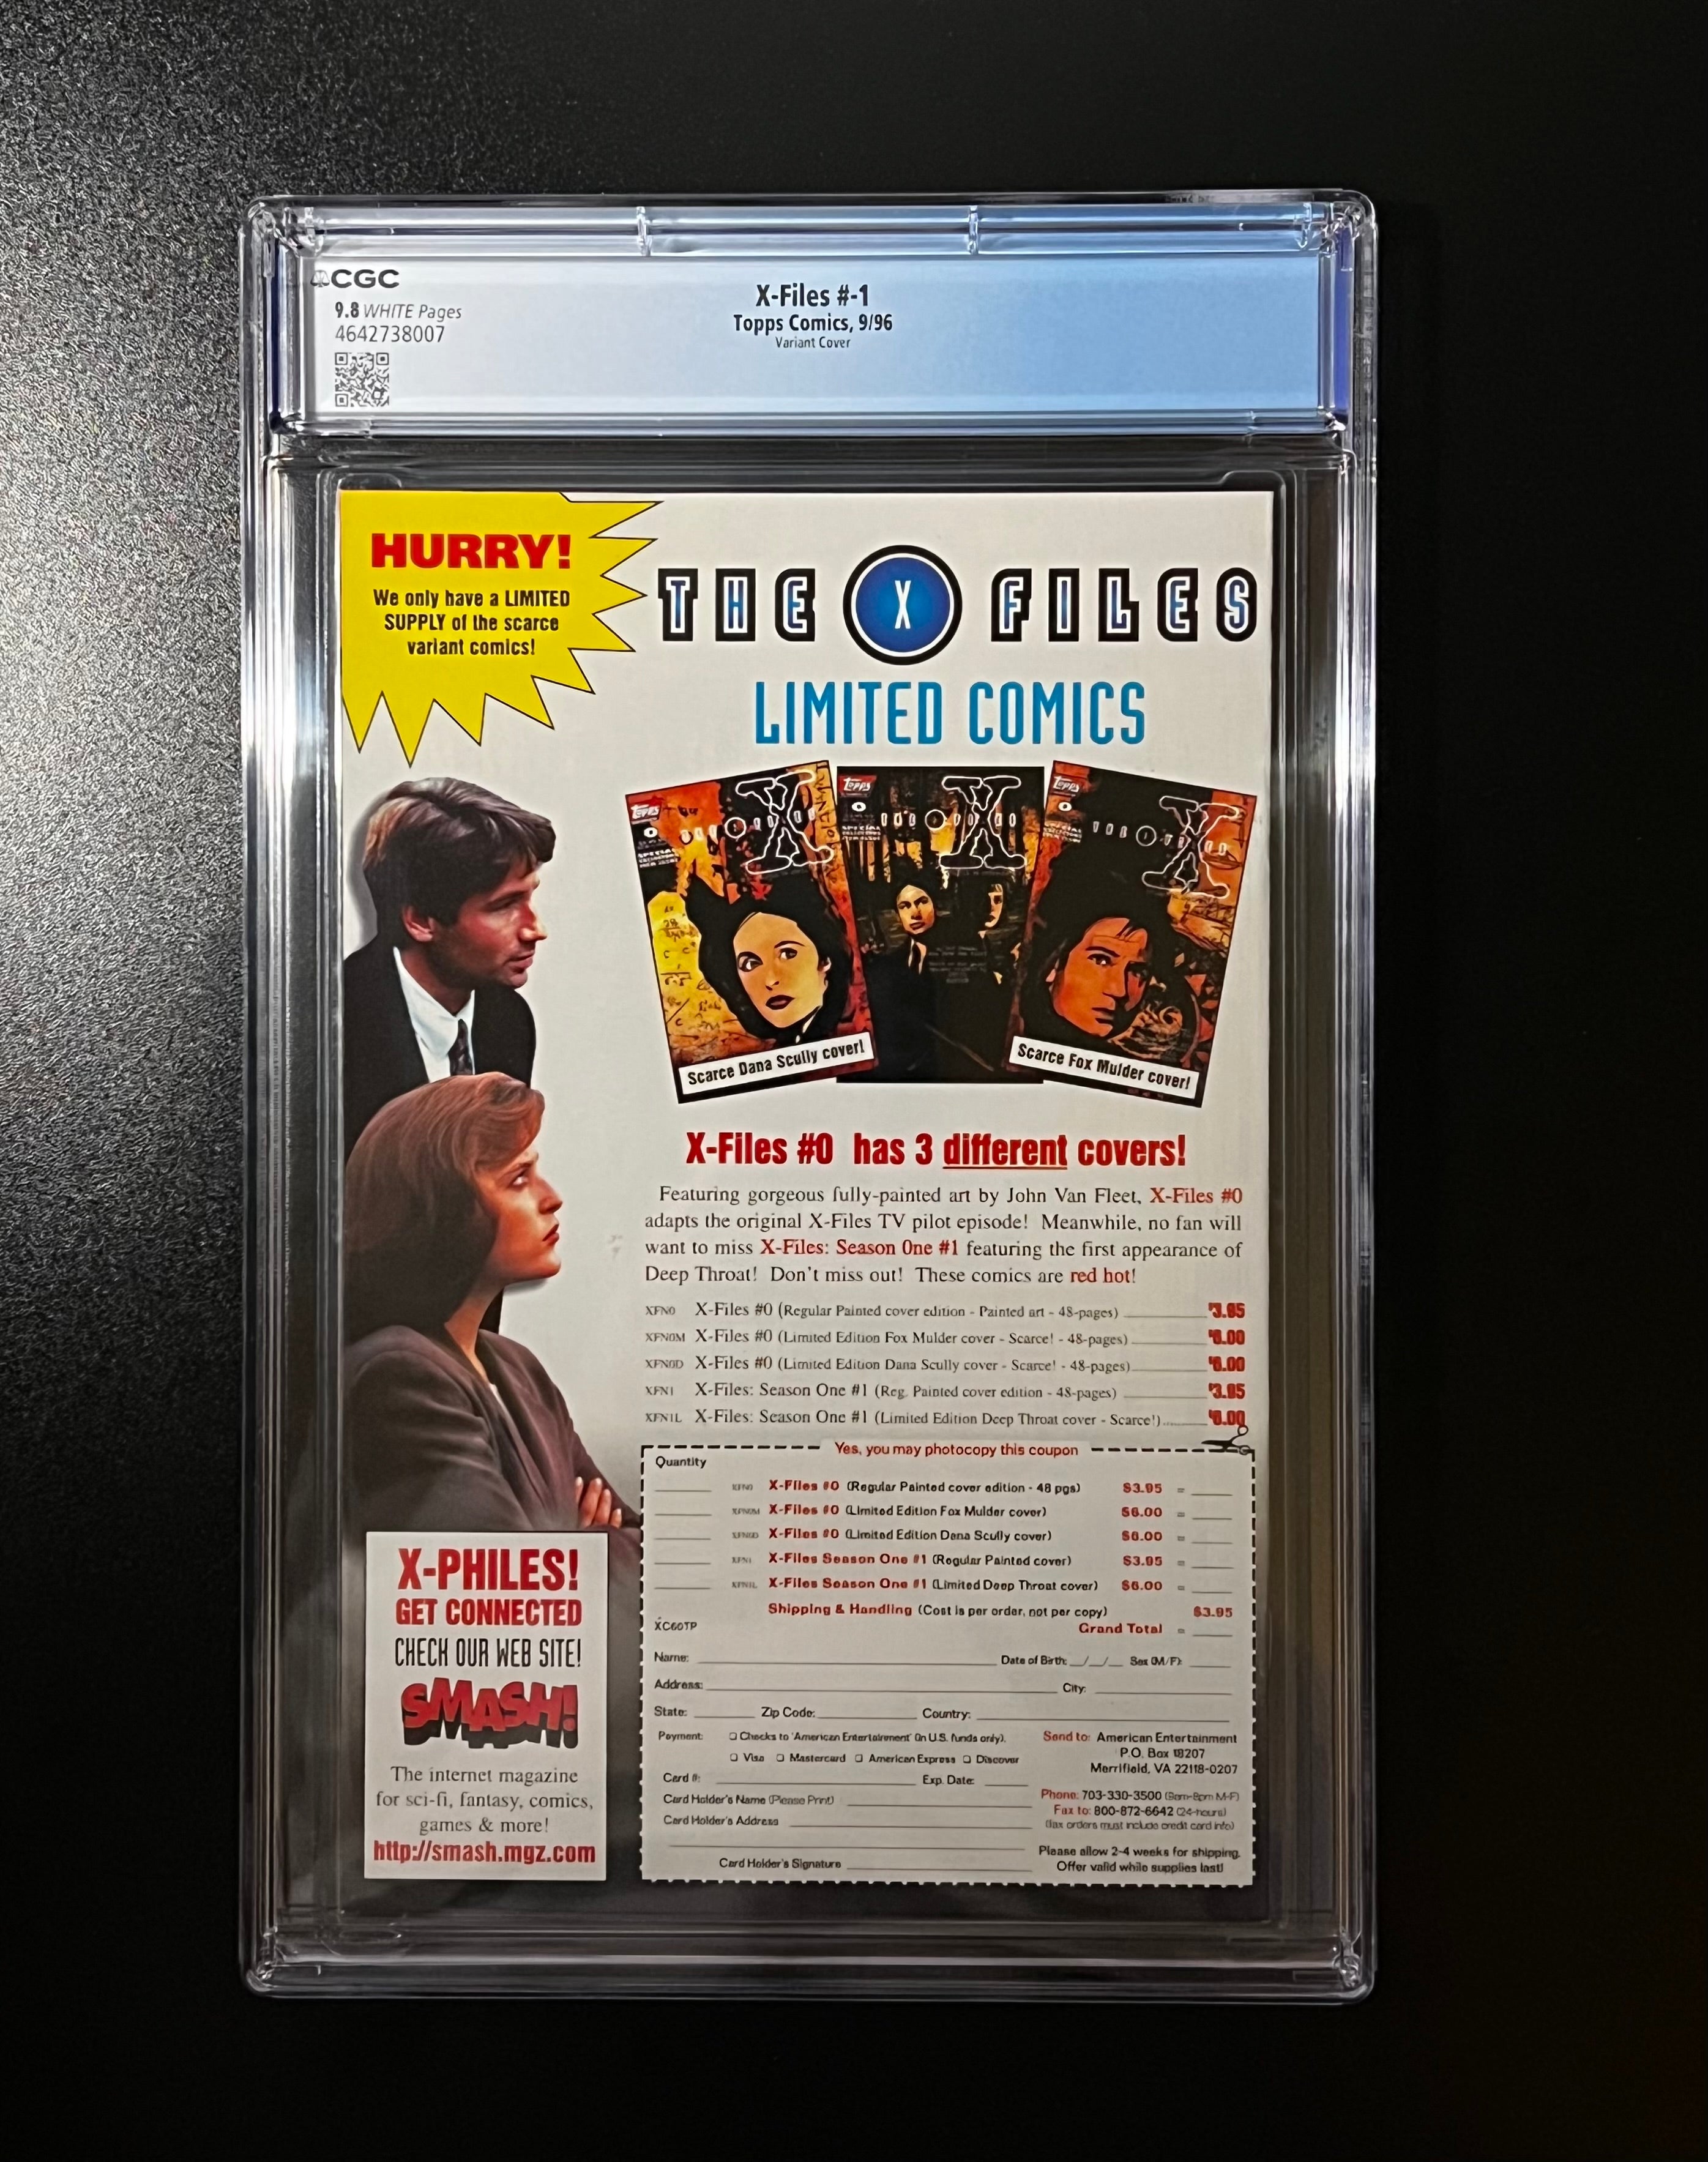 CGC
9.8 WHITE Pages
4642738007
X-Files #-1
Topps Comics, 9/96
Variant Cover
HURRY!
We only have a LIMITED
SUPPLY of the scarce
variant comics!
THE X FILES
LIMITED COMICS
Topps
0
X
Scarce Dana Scully cover!
Topps
0
X
Topps
0
X
Scarce Fox Mulder cover!
X-Files #0 has 3 different covers!
Featuring gorgeous fully-painted art by John Van Fleet, X-Files #0
adapts the original X-Files TV pilot episode! Meanwhile, no fan will
want to miss X-Files: Season One #1 featuring the first appearance of
Deep Throat! Don't miss out! These comics are red hot!
XFN0 X-Files #0 (Regular Painted cover edition - Painted art - 48-pages) $3.95
XFN0M X-Files #0 (Limited Edition Fox Mulder cover - Scarce! - 48-pages) $6.00
XFN0D X-Files #0 (Limited Edition Dana Scully cover - Scarce! - 48-pages) $6.00
XFN1 X-Files: Season One #1 (Reg. Painted cover edition - 48-pages) $3.95
XFN1L X-Files: Season One #1 (Limited Edition Deep Throat cover - Scarce!) $6.00
Yes, you may photocopy this coupon
Quantity
XFN0 X-Files #0 (Regular Painted cover edition - 48 pgs) $3.95 =
XFN0M X-Files #0 (Limited Edition Fox Mulder cover) $6.00 =
XFN0D X-Files #0 (Limited Edition Dana Scully cover) $6.00 =
XFN1 X-Files Season One #1 (Regular Painted cover) $3.95 =
XFN1L X-Files Season One #1 (Limited Deep Throat cover) $6.00 =
Shipping & Handling (Cost is per order, not per copy) $3.95
XC60TP Grand Total =
Name: Date of Birth: __/__/__ Sex (M/F):
Address: City:
State: Zip Code: Country:
Payment: ❑ Checks to 'American Entertainment' (in U.S. funds only).
❑ Visa ❑ Mastercard ❑ American Express ❑ Discover
Card #: Exp. Date:
Card Holder's Name (Please Print)
Card Holder's Address
Card Holder's Signature
Send to: American Entertainment
P.O. Box 18207
Merrifield, VA 22118-0207
Phone: 703-330-3500 (9am-8pm M-F)
Fax to: 800-872-6642 (24-hours)
(fax orders must include credit card info)
Please allow 2-4 weeks for shipping.
Offer valid while supplies last!
X-PHILES!
GET CONNECTED
CHECK OUR WEB SITE!
SMASH!
The internet magazine
for sci-fi, fantasy, comics,
games & more!
http://smash.mgz.com